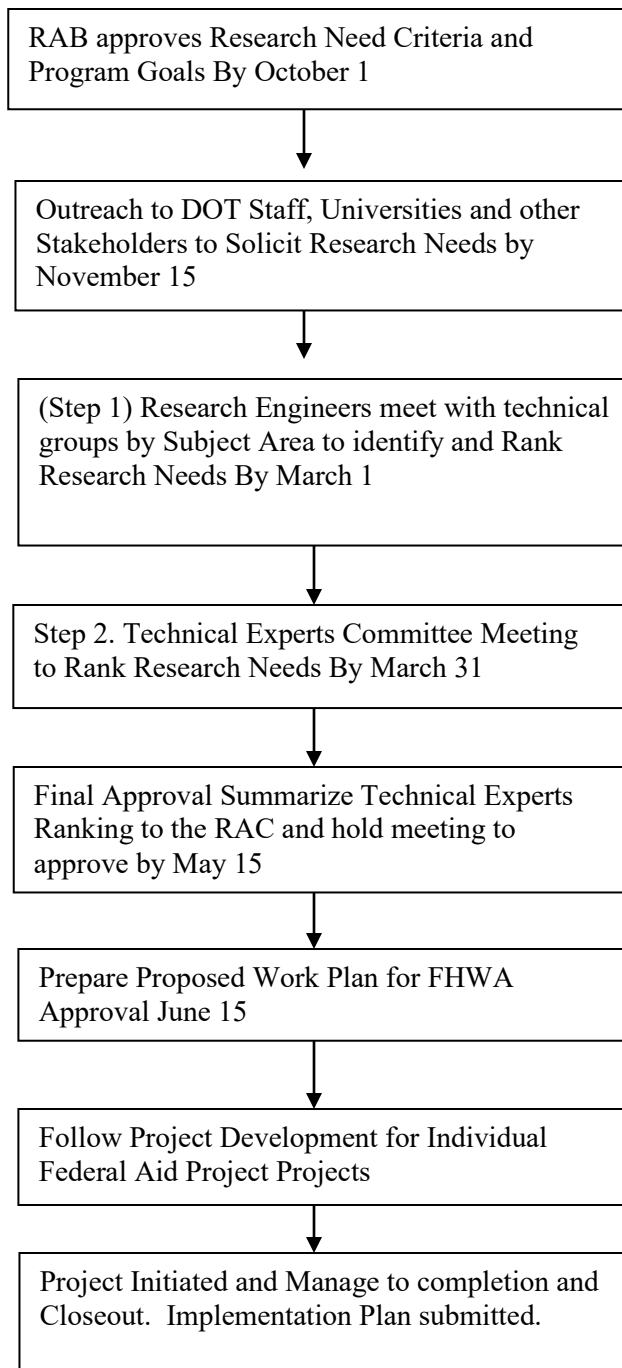 RAB approves Research Need Criteria and
Program Goals By October 1
Outreach to DOT Staff, Universities and other
Stakeholders to Solicit Research Needs by
November 15
(Step 1) Research Engineers meet with technical
groups by Subject Area to identify and Rank
Research Needs By March 1
Step 2. Technical Experts Committee Meeting
to Rank Research Needs By March 31
Final Approval Summarize Technical Experts
Ranking to the RAC and hold meeting to
approve by May 15
Prepare Proposed Work Plan for FHWA
Approval June 15
Follow Project Development for Individual
Federal Aid Project Projects
Project Initiated and Manage to completion and
Closeout.  Implementation Plan submitted.